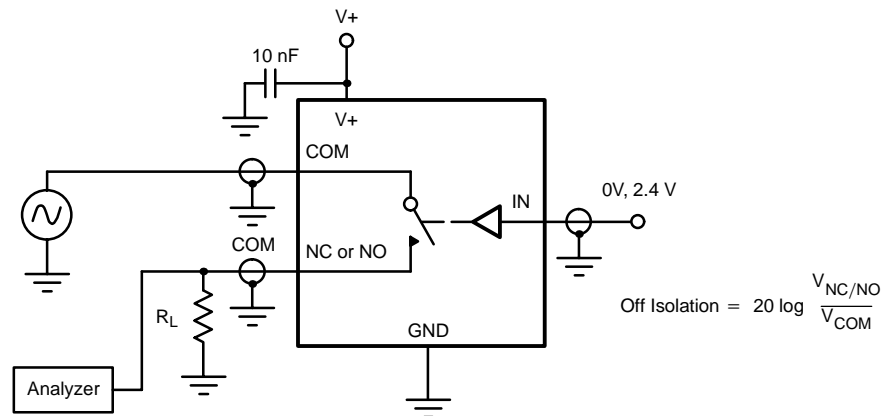 V+
10 nF
V+
COM
IN
0V, 2.4 V
COM
NC or NO
R_L
GND
Off Isolation = 20 log V_NC/NO / V_COM
Analyzer